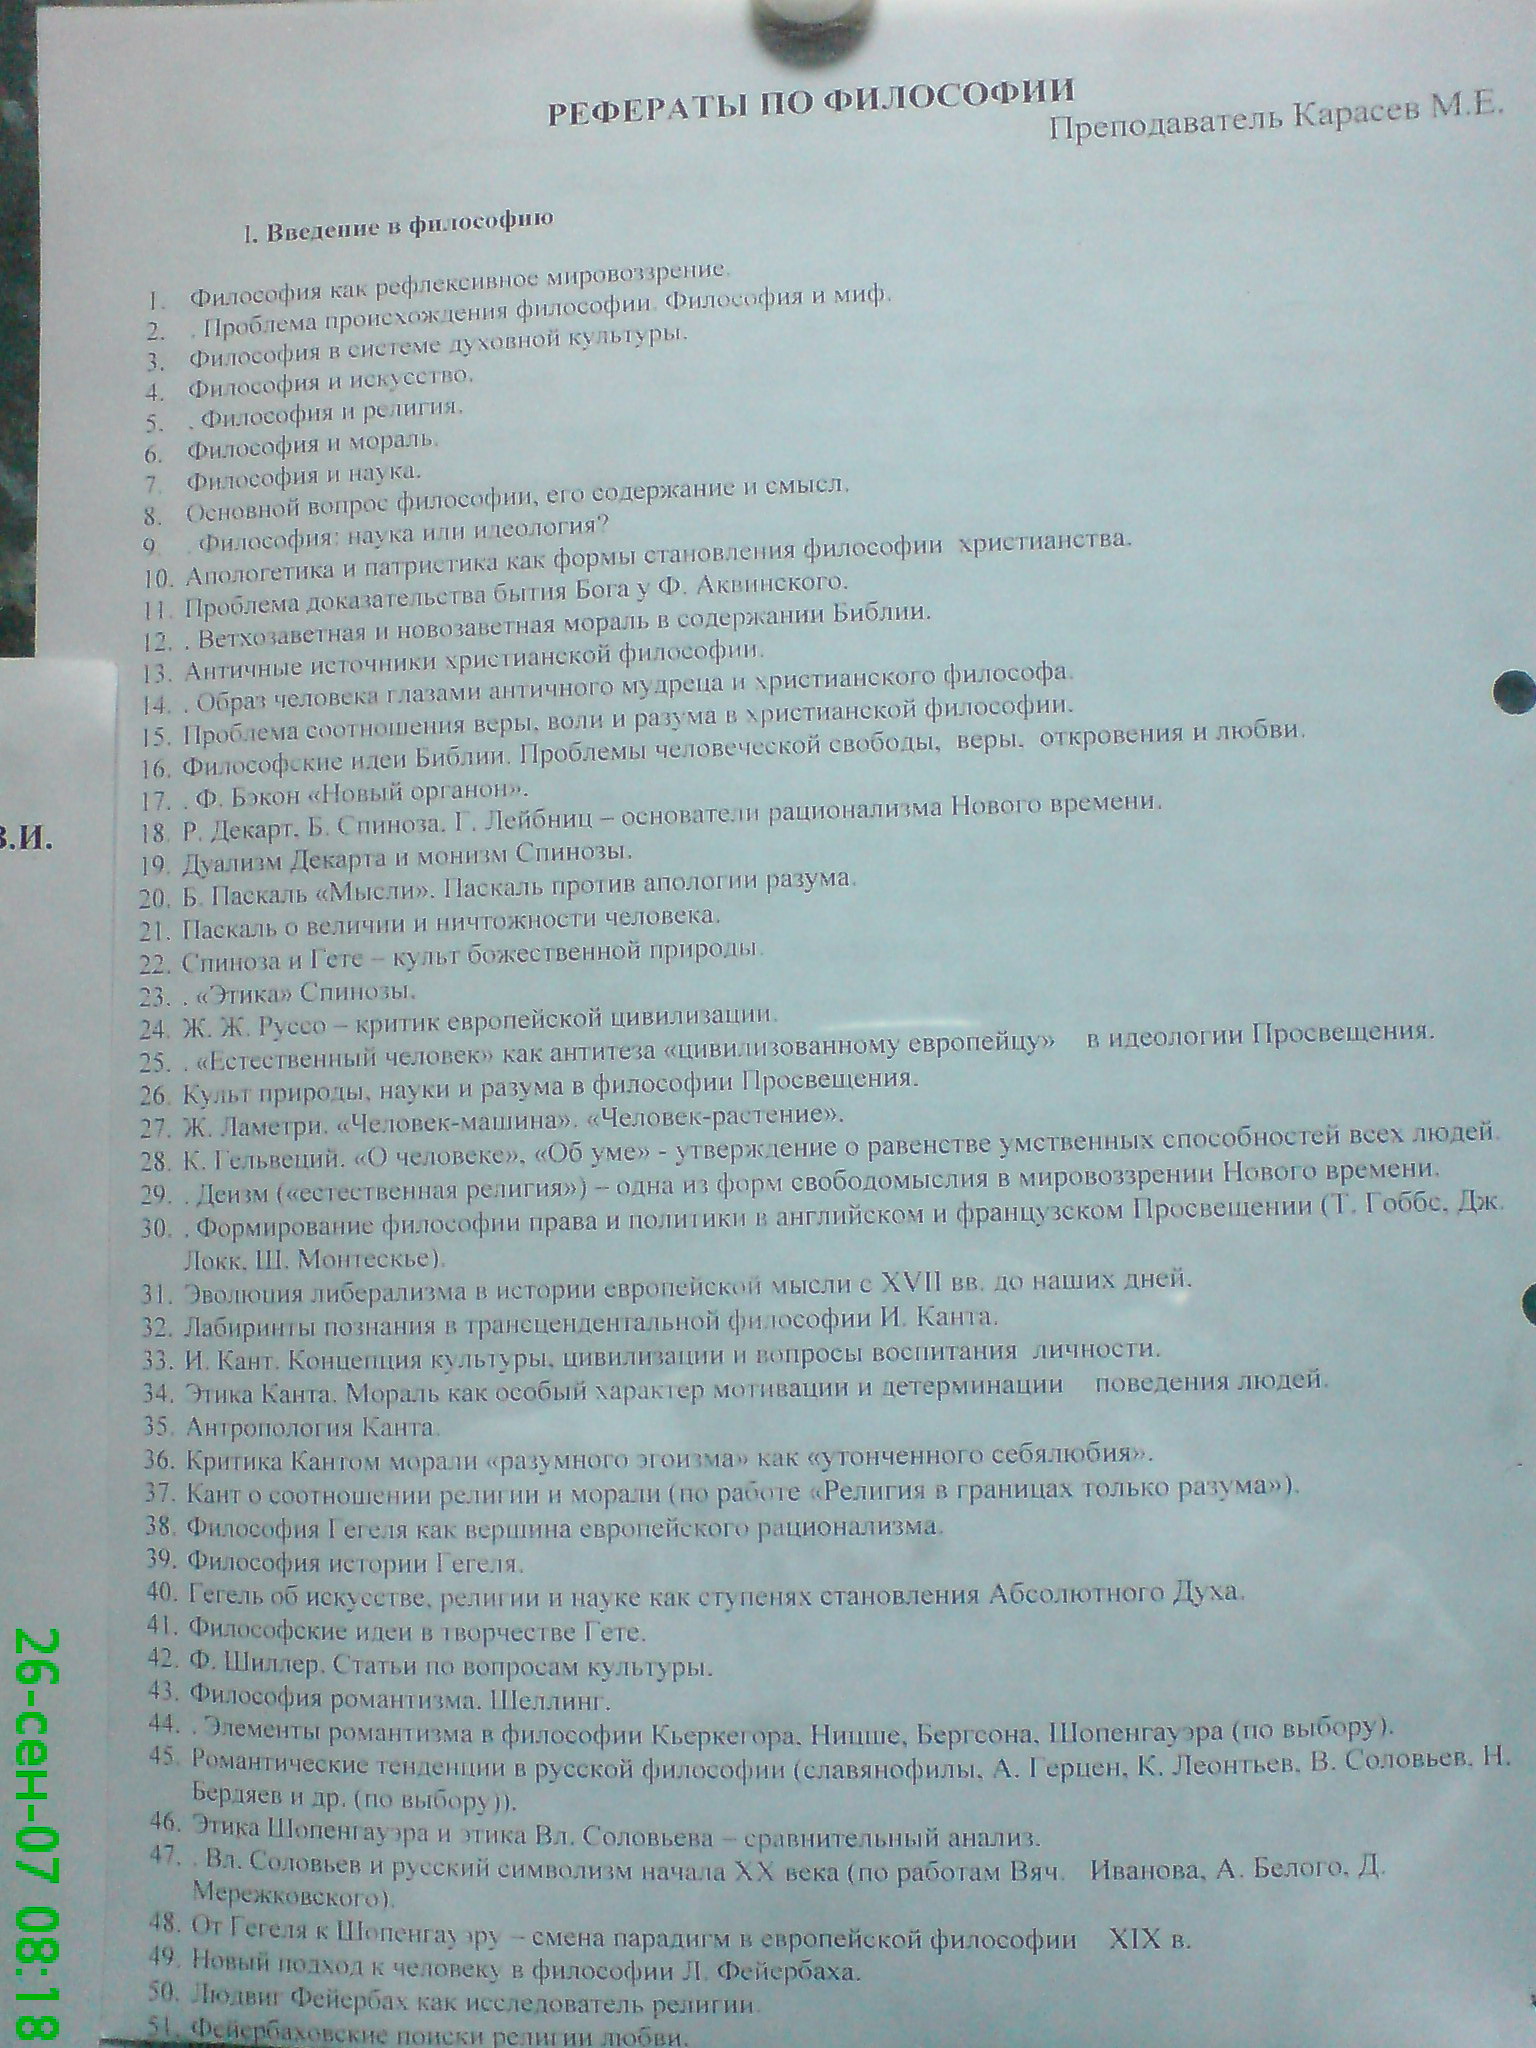 РЕФЕРАТЫ ПО ФИЛОСОФИИ
Преподаватель Карасев М.Е.
I. Введение в философию
1. Философия как рефлексивное мировоззрение.
2. . Проблема происхождения философии. Философия и миф.
3. Философия в системе духовной культуры.
4. Философия и искусство.
5. . Философия и религия.
6. Философия и мораль.
7. Философия и наука.
8. Основной вопрос философии, его содержание и смысл.
9. Философия: наука или идеология?
10. Апологетика и патристика как формы становления философии христианства.
11. Проблема доказательства бытия Бога у Ф. Аквинского.
12. . Ветхозаветная и новозаветная мораль в содержании Библии.
13. Античные источники христианской философии.
14. . Образ человека глазами античного мудреца и христианского философа.
15. Проблема соотношения веры, воли и разума в христианской философии.
16. Философские идеи Библии. Проблемы человеческой свободы, веры, откровения и любви.
17. . Ф. Бэкон «Новый органон».
18. Р. Декарт, Б. Спиноза, Г. Лейбниц – основатели рационализма Нового времени.
19. Дуализм Декарта и монизм Спинозы.
20. Б. Паскаль «Мысли». Паскаль против апологии разума.
21. Паскаль о величии и ничтожности человека.
22. Спиноза и Гете – культ божественной природы.
23. . «Этика» Спинозы.
24. Ж. Ж. Руссо – критик европейской цивилизации.
25. . «Естественный человек» как антитеза «цивилизованному европейцу» в идеологии Просвещения.
26. Культ природы, науки и разума в философии Просвещения.
27. Ж. Ламетри. «Человек-машина», «Человек-растение».
28. К. Гельвеций. «О человеке», «Об уме» - утверждение о равенстве умственных способностей всех людей.
29. . Деизм («естественная религия») – одна из форм свободомыслия в мировоззрении Нового времени.
30. . Формирование философии права и политики в английском и французском Просвещении (Т. Гоббс, Дж.
Локк, Ш. Монтескье).
31. Эволюция либерализма в истории европейской мысли с XVII вв. до наших дней.
32. Лабиринты познания в трансцендентальной философии И. Канта.
33. И. Кант. Концепция культуры, цивилизации и вопросы воспитания личности.
34. Этика Канта. Мораль как особый характер мотивации и детерминации поведения людей.
35. Антропология Канта.
36. Критика Кантом морали «разумного эгоизма» как «утонченного себялюбия».
37. Кант о соотношении религии и морали (по работе «Религия в границах только разума»).
38. Философия Гегеля как вершина европейского рационализма.
39. Философия истории Гегеля.
40. Гегель об искусстве, религии и науке как ступенях становления Абсолютного Духа.
41. Философские идеи в творчестве Гете.
42. Ф. Шиллер. Статьи по вопросам культуры.
43. Философия романтизма. Шеллинг.
44. . Элементы романтизма в философии Кьеркегора, Ницше, Бергсона, Шопенгауэра (по выбору).
45. Романтические тенденции в русской философии (славянофилы, А. Герцен, К. Леонтьев, В. Соловьев, Н.
Бердяев и др. (по выбору)).
46. Этика Шопенгауэра и этика Вл. Соловьева – сравнительный анализ.
47. . Вл. Соловьев и русский символизм начала XX века (по работам Вяч. Иванова, А. Белого, Д.
Мережковского).
48. От Гегеля к Шопенгауэру – смена парадигм в европейской философии XIX в.
49. Новый подход к человеку в философии Л. Фейербаха.
50. Людвиг Фейербах как исследователь религии.
51. Фейербаховские поиски религии любви.
В.И.
26-сен-07 08:18